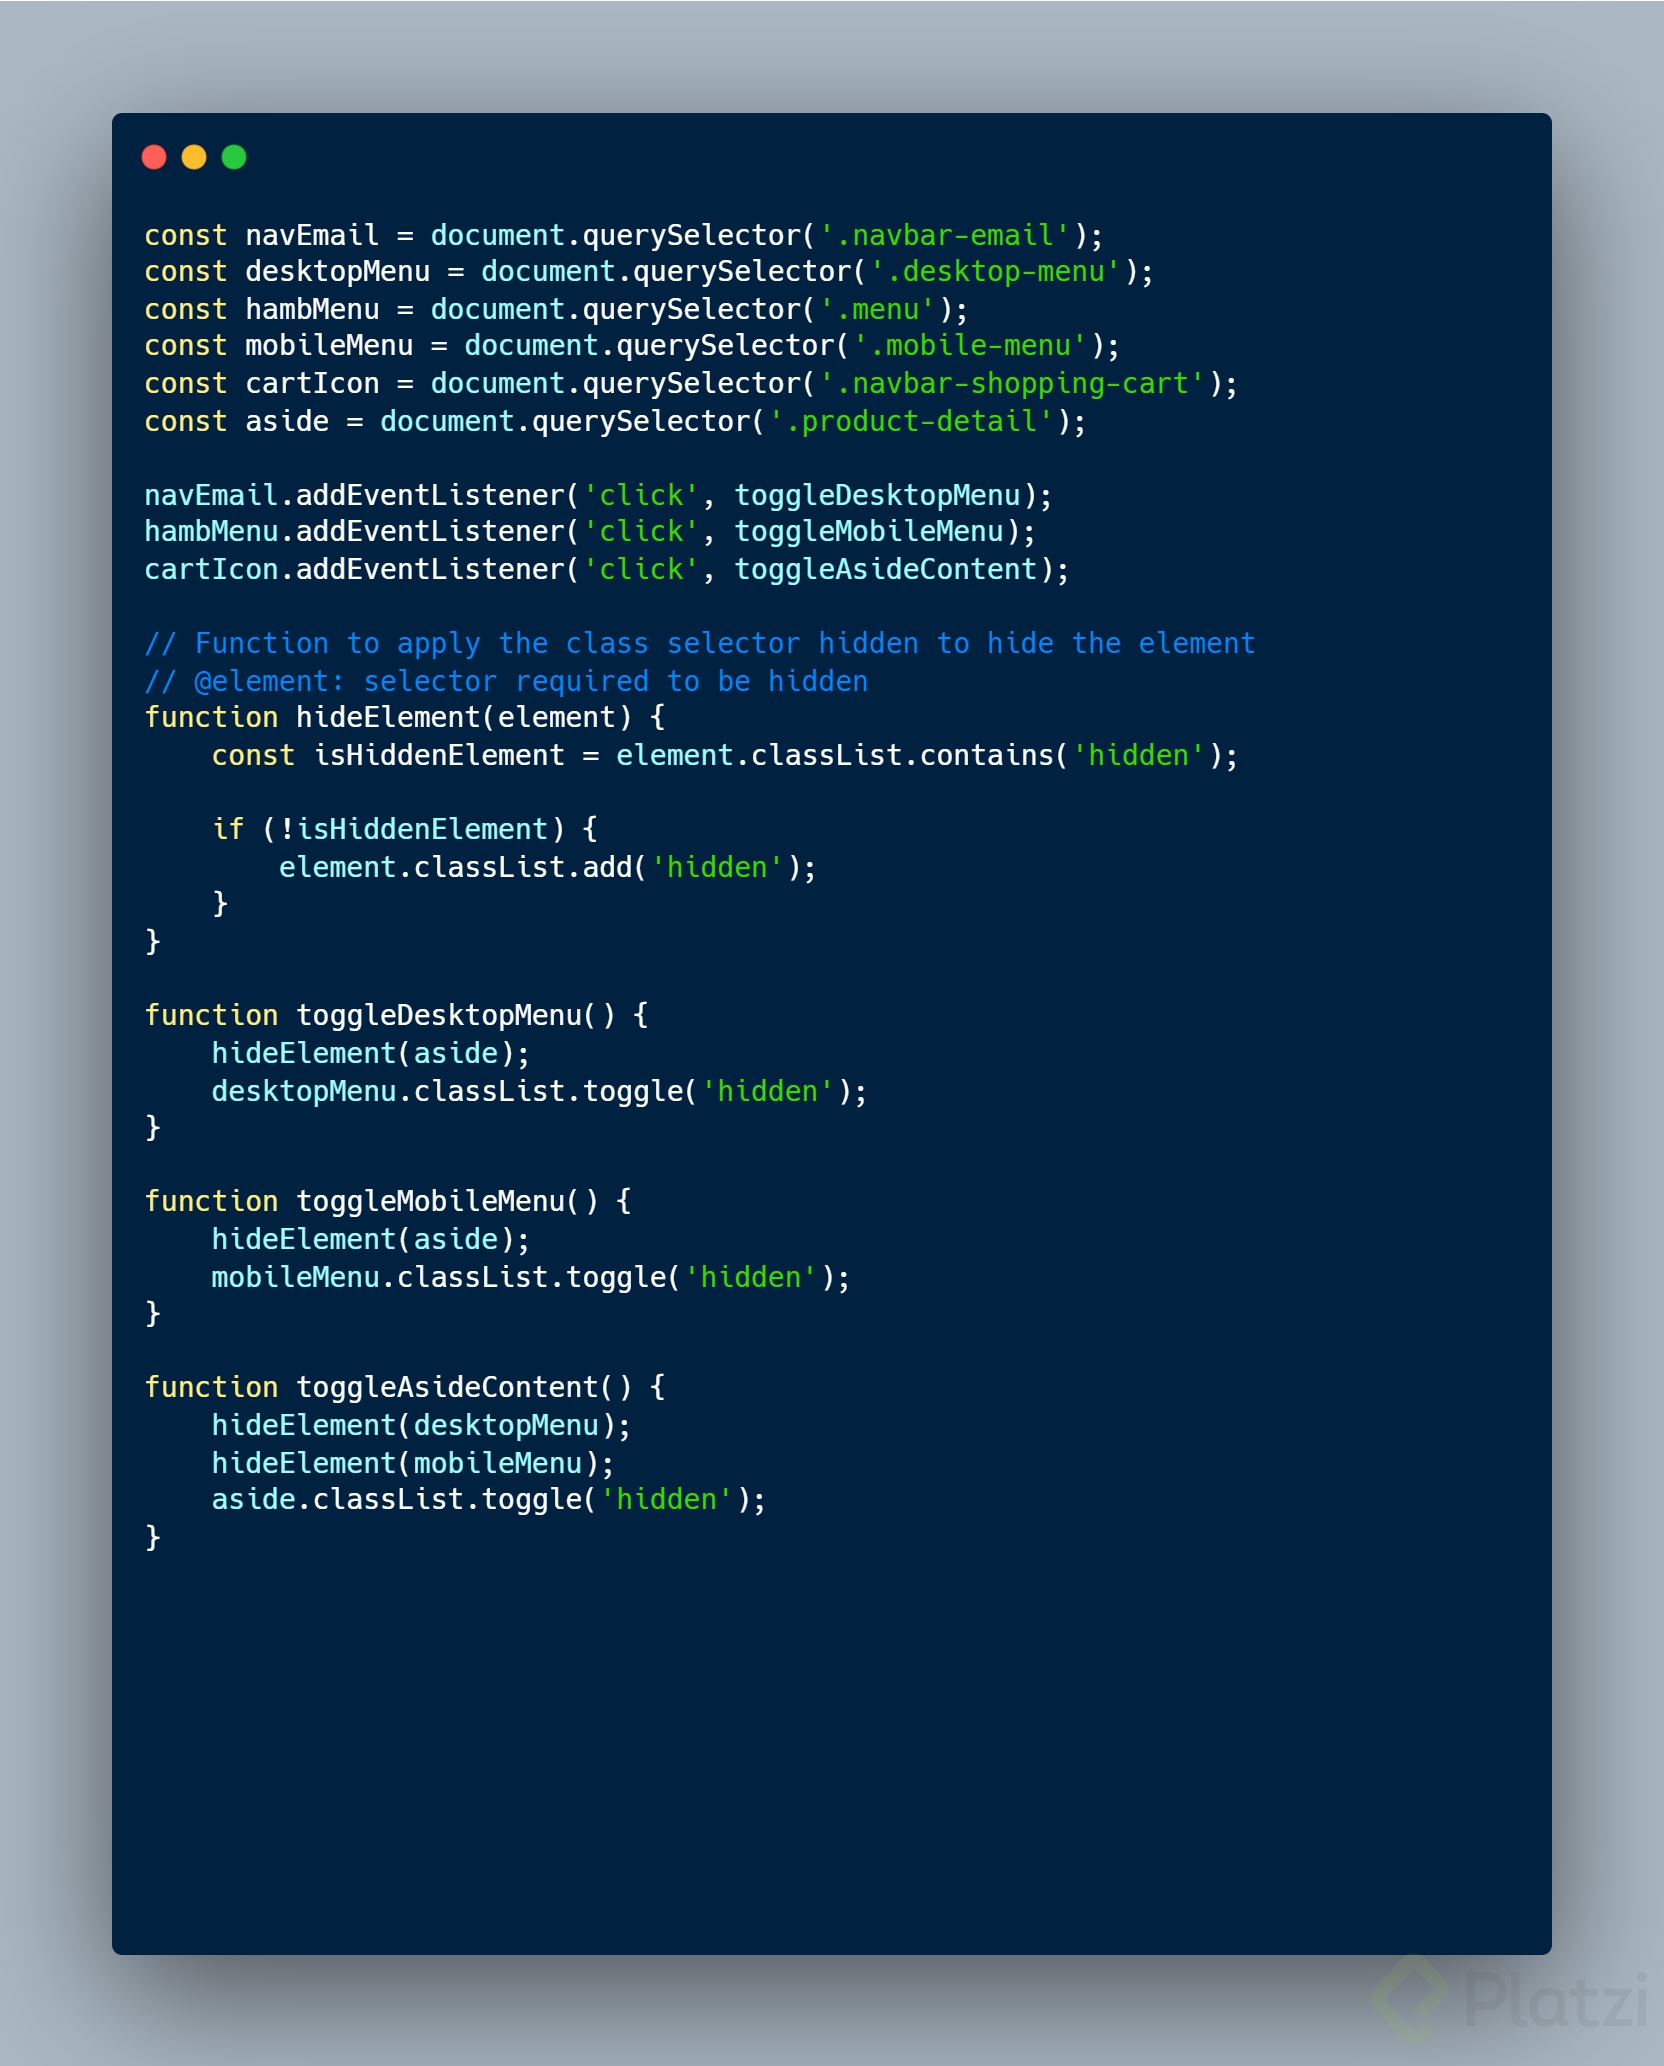 const navEmail = document.querySelector('.navbar-email');
const desktopMenu = document.querySelector('.desktop-menu');
const hambMenu = document.querySelector('.menu');
const mobileMenu = document.querySelector('.mobile-menu');
const cartIcon = document.querySelector('.navbar-shopping-cart');
const aside = document.querySelector('.product-detail');

navEmail.addEventListener('click', toggleDesktopMenu);
hambMenu.addEventListener('click', toggleMobileMenu);
cartIcon.addEventListener('click', toggleAsideContent);

// Function to apply the class selector hidden to hide the element
// @element: selector required to be hidden
function hideElement(element) {
    const isHiddenElement = element.classList.contains('hidden');

    if (!isHiddenElement) {
        element.classList.add('hidden');
    }
}

function toggleDesktopMenu() {
    hideElement(aside);
    desktopMenu.classList.toggle('hidden');
}

function toggleMobileMenu() {
    hideElement(aside);
    mobileMenu.classList.toggle('hidden');
}

function toggleAsideContent() {
    hideElement(desktopMenu);
    hideElement(mobileMenu);
    aside.classList.toggle('hidden');
}
Platzi